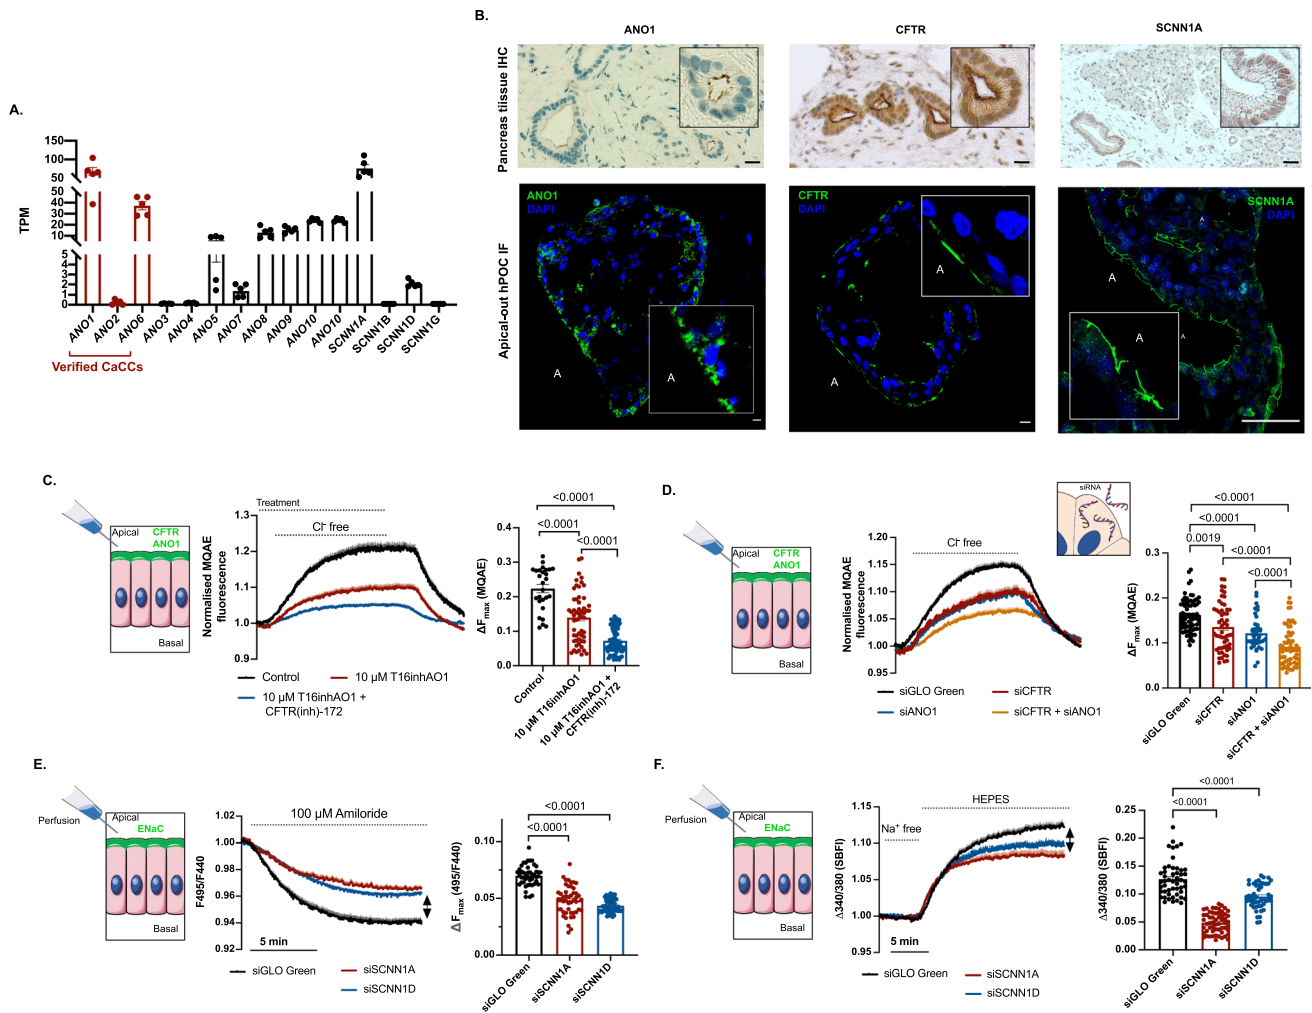 A.
150
100
50
50
40
30
20
10
5
4
3
2
1
0
TPM
ANO1
ANO2
ANO6
ANO3
ANO4
ANO5
ANO7
ANO8
ANO9
ANO10
ANO10
SCNN1A
SCNN1B
SCNN1D
SCNN1G
Verified CaCCs
B.
ANO1
CFTR
SCNN1A
Pancreas tiissue IHC
Apical-out hPOC IF
ANO1
DAPI
A
A
CFTR
DAPI
A
A
SCNN1A
DAPI
A
A
A
A
C.
Apical
CFTR
ANO1
Basal
Treatment
Cl- free
1.3
1.2
1.1
1.0
0.9
Normalised MQAE
fluorescence
Control
10 µM T16inhAO1
10 µM T16inhAO1 +
CFTR(inh)-172
<0.0001
<0.0001
<0.0001
0.4
0.3
0.2
0.1
0.0
ΔFmax (MQAE)
Control
10 µM T16inhAO1
10 µM T16inhAO1 +
CFTR(inh)-172
D.
Apical
CFTR
ANO1
Basal
siRNA
Cl- free
1.20
1.15
1.10
1.05
1.00
0.95
Normalised MQAE
fluorescence
siGLO Green
siCFTR
siANO1
siCFTR + siANO1
<0.0001
<0.0001
0.0019
<0.0001
<0.0001
0.3
0.2
0.1
0.0
ΔFmax (MQAE)
siGLO Green
siCFTR
siANO1
siCFTR + siANO1
E.
Perfusion
Apical
ENaC
Basal
100 µM Amiloride
1.02
1.00
0.98
0.96
0.94
0.92
F495/F440
5 min
siGLO Green
siSCNN1A
siSCNN1D
<0.0001
<0.0001
0.10
0.05
0.00
ΔFmax (495/F440)
siGLO Green
siSCNN1A
siSCNN1D
F.
Perfusion
Apical
ENaC
Basal
HEPES
Na+ free
1.15
1.10
1.05
1.00
0.95
Δ340/380 (SBFI)
5 min
siGLO Green
siSCNN1A
siSCNN1D
<0.0001
<0.0001
0.25
0.20
0.15
0.10
0.05
0.00
Δ340/380 (SBFI)
siGLO Green
siSCNN1A
siSCNN1D